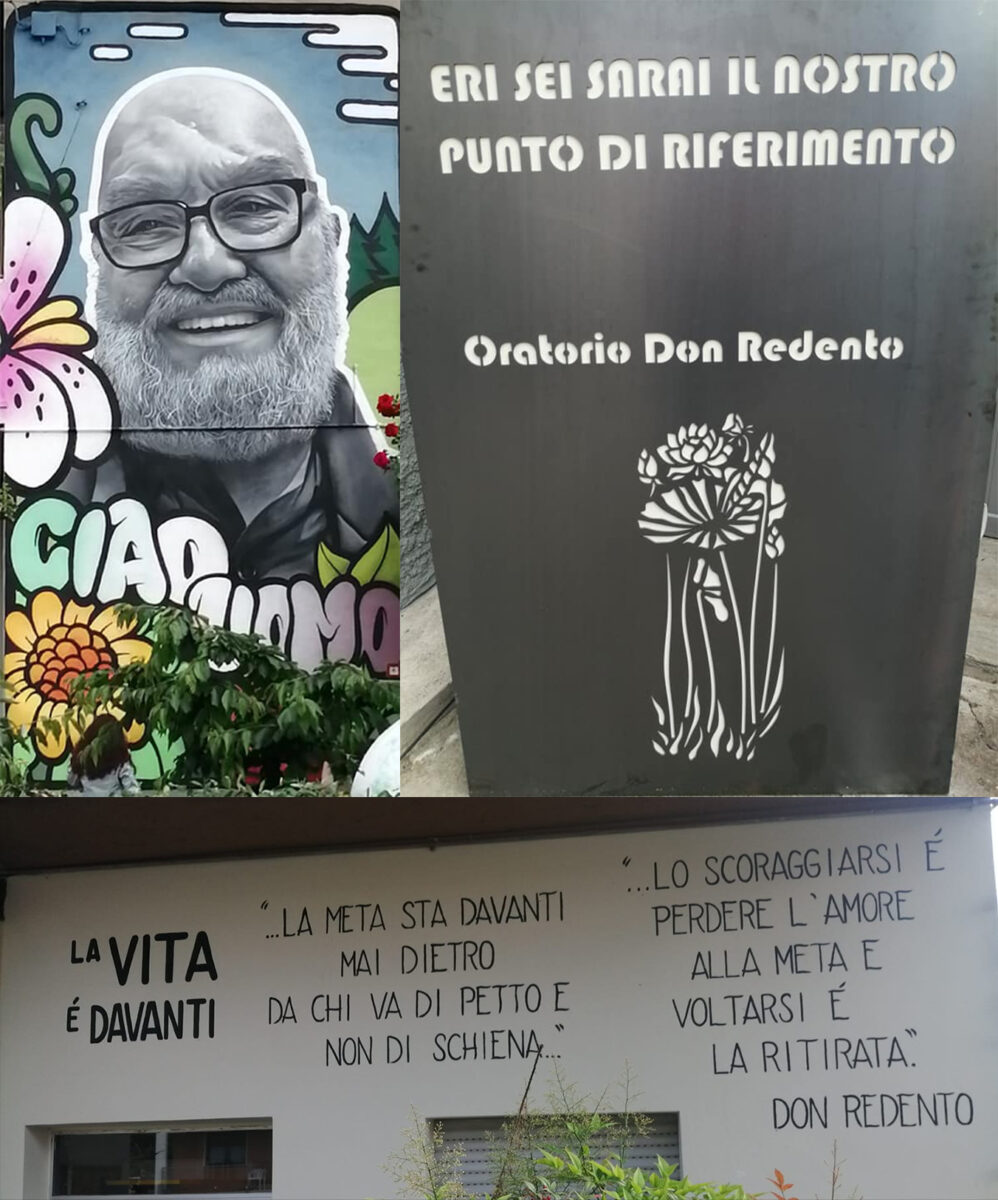 CIAO
UOMO
ERI SEI SARAI IL NOSTRO
PUNTO DI RIFERIMENTO
Oratorio Don Redento
LA VITA
É DAVANTI
"...LA META STA DAVANTI
MAI DIETRO
DA CHI VA DI PETTO E
NON DI SCHIENA..."
"...LO SCORAGGIARSI É
PERDERE L'AMORE
ALLA META E
VOLTARSI É
LA RITIRATA."
DON REDENTO